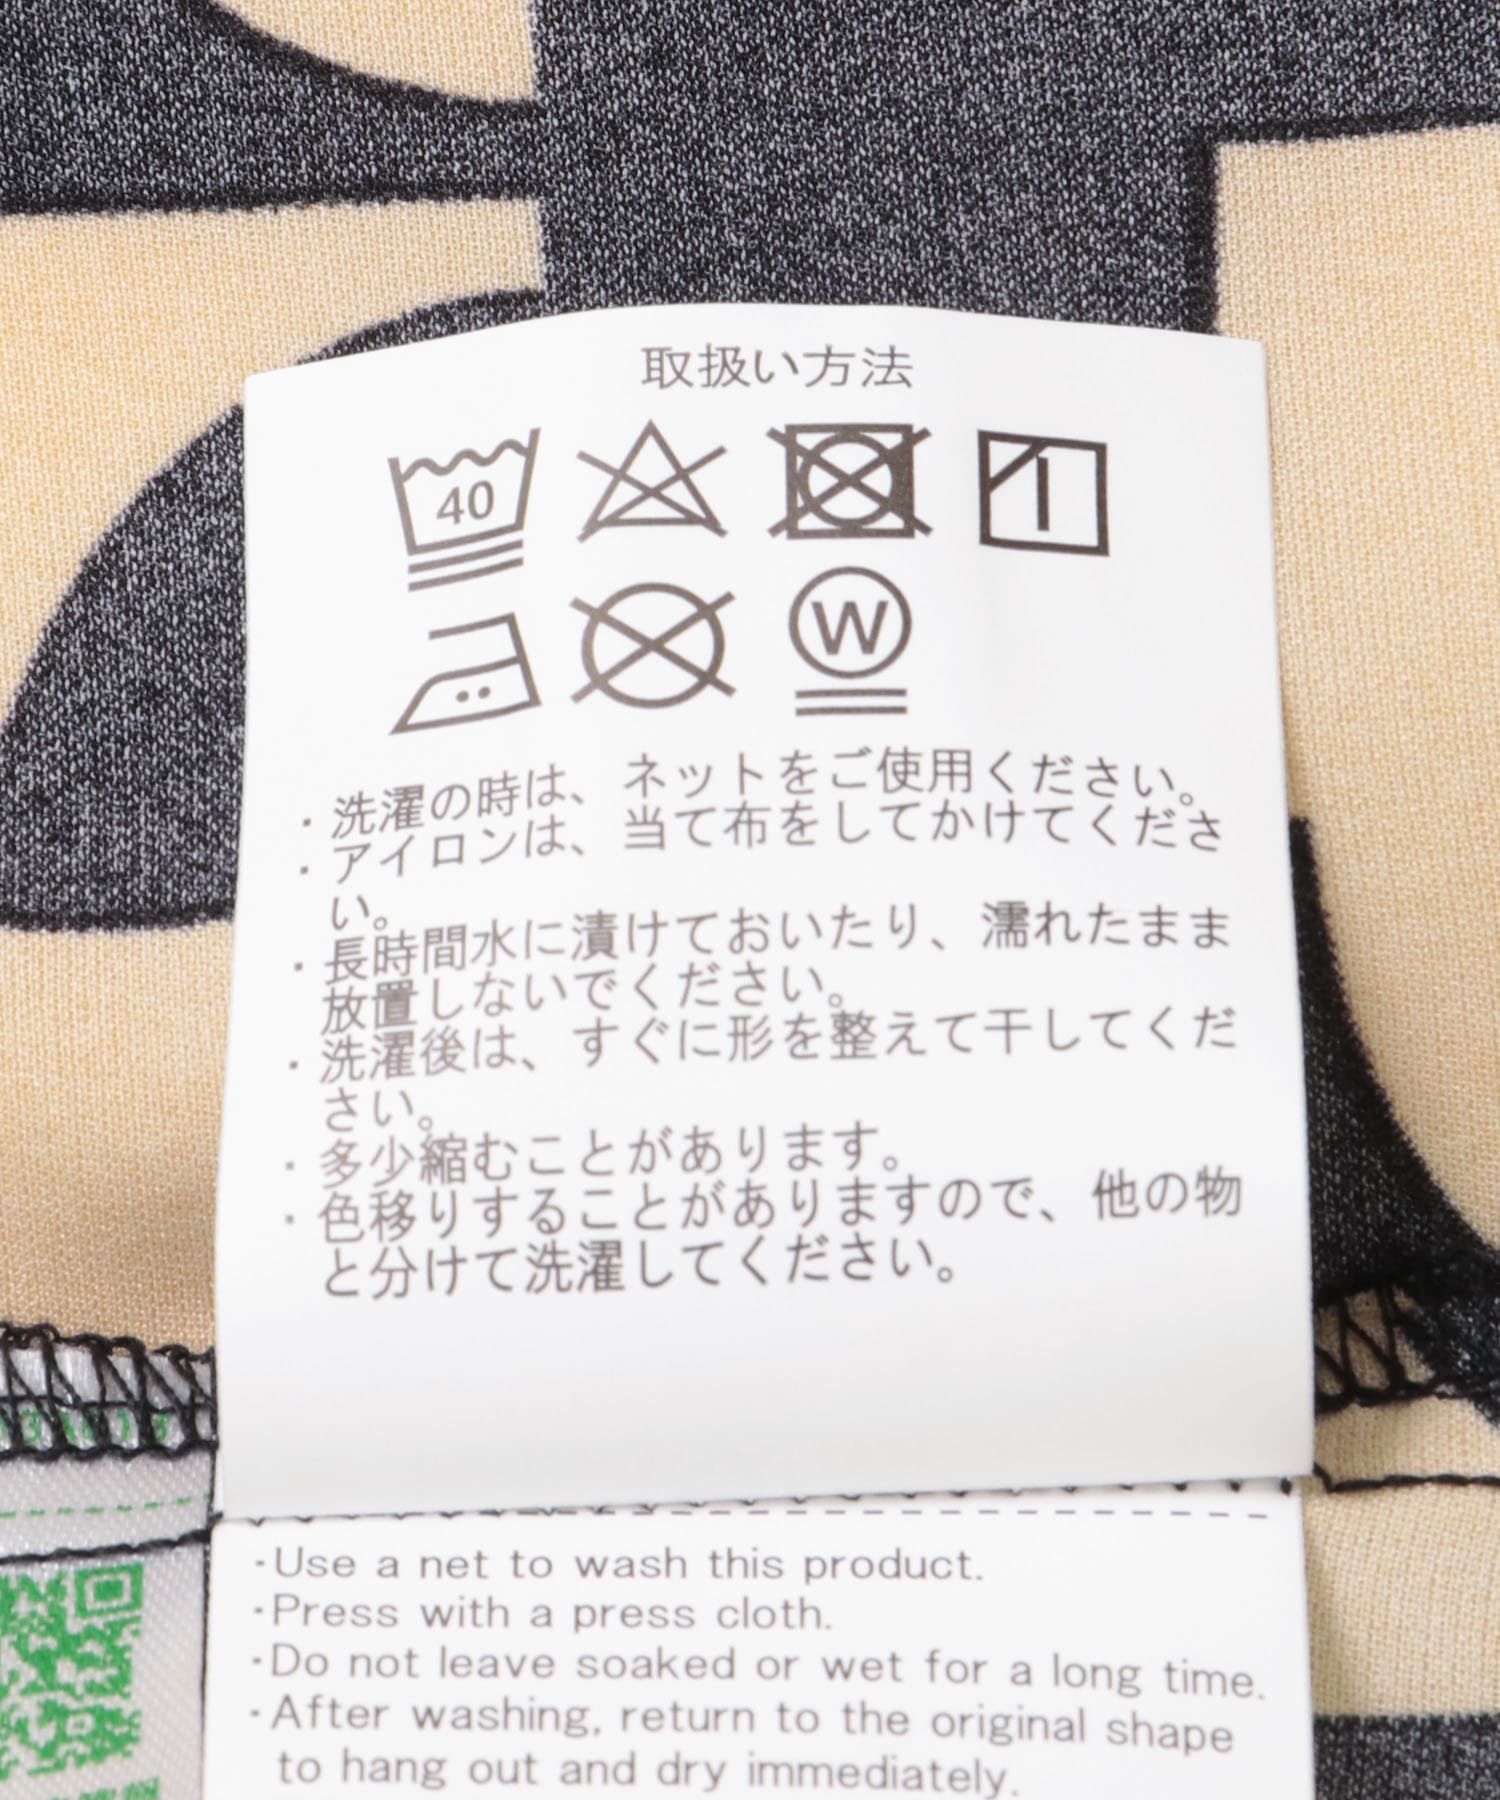 取扱い方法
40
W
・洗濯の時は、ネットをご使用ください。
・アイロンは、当て布をしてかけてくださ
い。
・長時間水に漬けておいたり、濡れたまま
放置しないでください。
・洗濯後は、すぐに形を整えて干してくだ
さい。
・多少縮むことがあります。
・色移りすることがありますので、他の物
と分けて洗濯してください。
·Use a net to wash this product.
·Press with a press cloth.
·Do not leave soaked or wet for a long time.
·After washing, return to the original shape
to hang out and dry immediately.